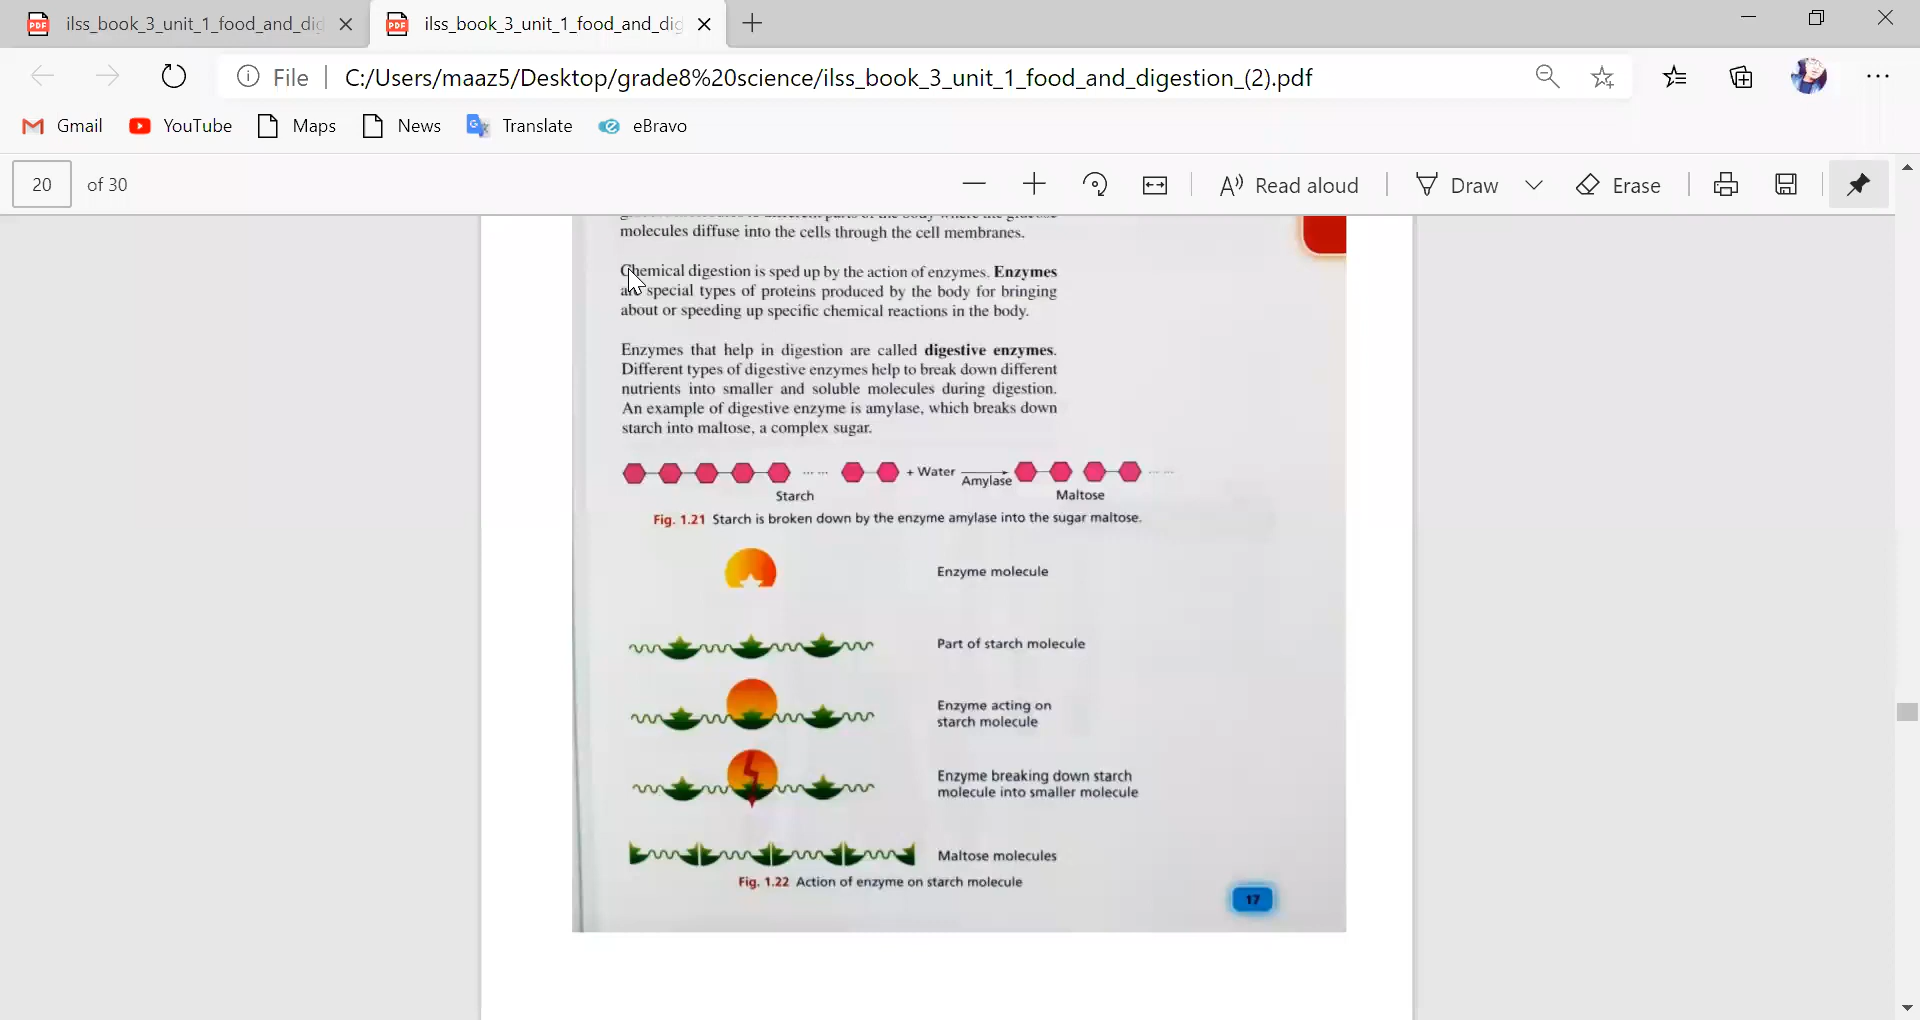 ilss_book_3_unit_1_food_and_dig
ilss_book_3_unit_1_food_and_dig
File
C:/Users/maaz5/Desktop/grade8%20science/ilss_book_3_unit_1_food_and_digestion_(2).pdf
Gmail YouTube Maps News Translate eBravo
20 of 30 Read aloud Draw Erase
molecules diffuse into the cells through the cell membranes.
Chemical digestion is sped up by the action of enzymes. Enzymes
are special types of proteins produced by the body for bringing
about or speeding up specific chemical reactions in the body.
Enzymes that help in digestion are called digestive enzymes.
Different types of digestive enzymes help to break down different
nutrients into smaller and soluble molecules during digestion.
An example of digestive enzyme is amylase, which breaks down
starch into maltose, a complex sugar.
...... + Water Amylase ......
Starch Maltose
Fig. 1.21 Starch is broken down by the enzyme amylase into the sugar maltose.
Enzyme molecule
Part of starch molecule
Enzyme acting on
starch molecule
Enzyme breaking down starch
molecule into smaller molecule
Maltose molecules
Fig. 1.22 Action of enzyme on starch molecule
17